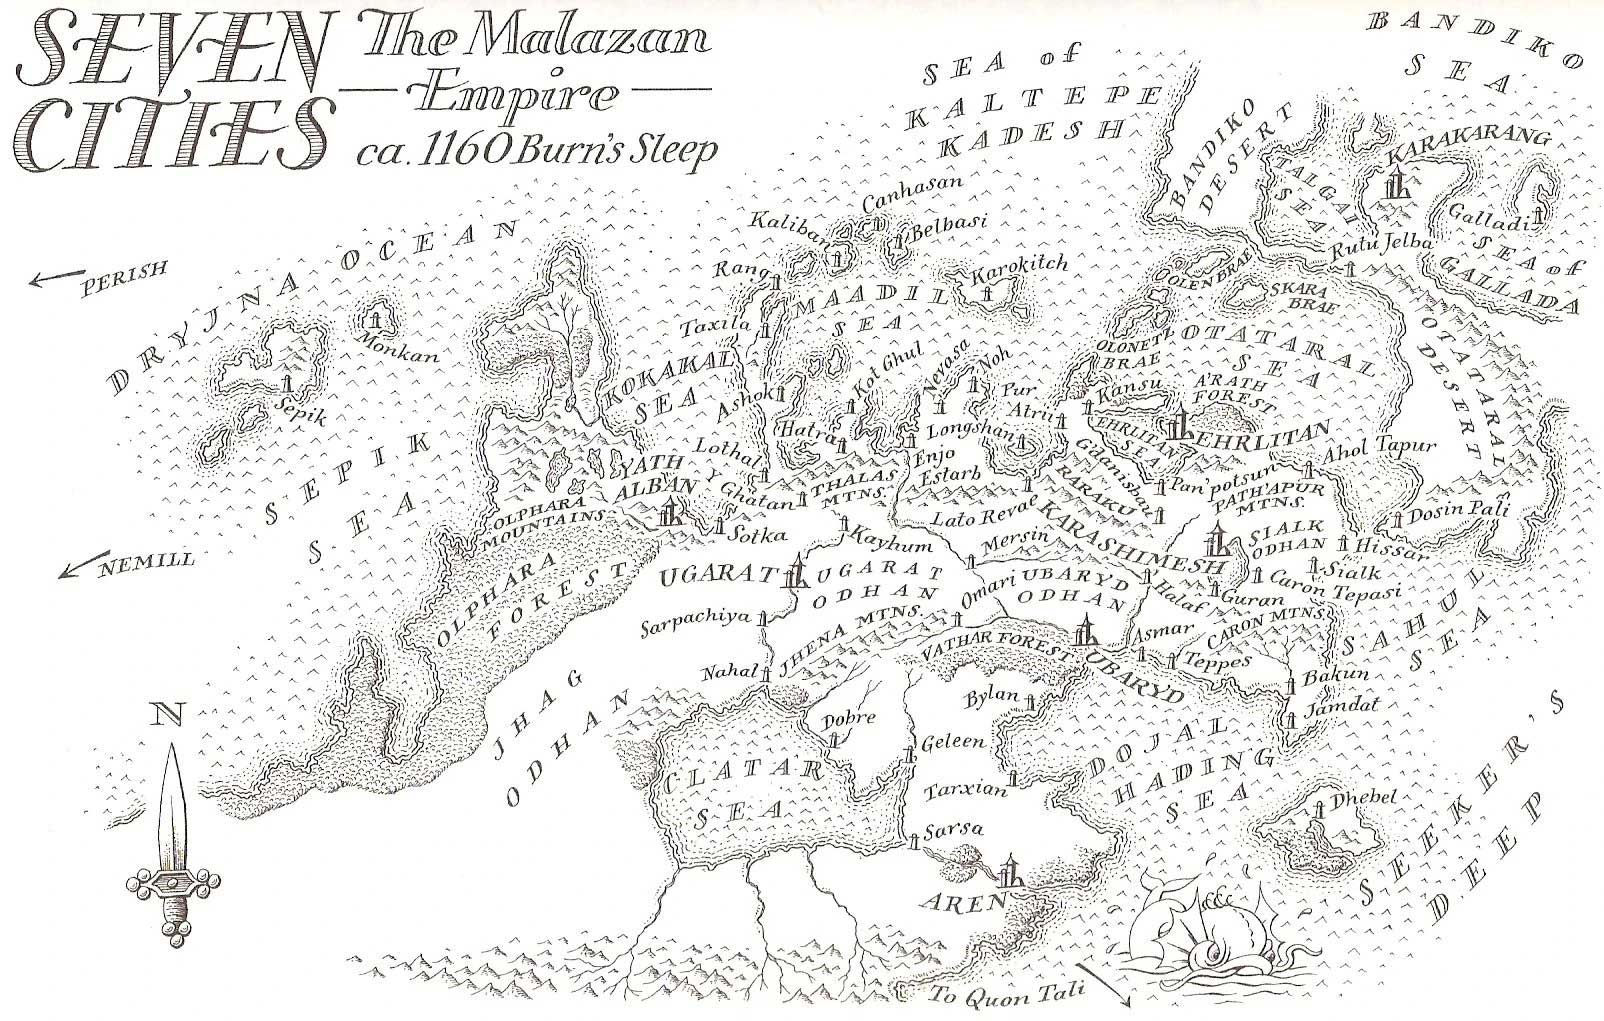 SEVEN
CITIES
The Malazan
Empire
ca. 1160 Burn's Sleep
BANDIKO
SEA
SEA of
KALTEPE
KADESH
BANDIKO
DESERT
KARAKARANG
TALGAI
SEA
Galladi
Rutu Jelba
SEA of
GALLADA
Canhasan
Kalibar
Belbasi
Rang
Karokitch
MAADIL
SEA
Taxila
OOLEN BRAE
SKARA
BRAE
DRYJNA OCEAN
PERISH
Monkan
Sepik
KOKAKAL
SEA
Ashok
Kot Ghul
Nevasa
Noh
Pur
Atrii
OLONETZ
BRAE
OTATARAL
SEA
Kansu
A'RATH
FOREST
OTATARAL
DESERT
Hatra
Longshan
EHRLITAN
SEA
EHRLITAN
Ahol Tapur
SEPIK
SEA
Lothal
YATH
ALBAN
Y'Ghatan
THALAS
MTNS.
Enjo
Estarb
Gdanisban
Pan'potsun
PATH'APUR
MTNS.
RARAKU
OLPHARA
MOUNTAINS
Sotka
Kayhum
Lato Revae
KARASHIMESH
Mersin
SIALK
ODHAN
Dosin Pali
Hissar
Sialk
Caron Tepasi
NEMILL
OLPHARA
FOREST
UGARAT
UGARAT
ODHAN
Omari
UBARYD
ODHAN
Halaf
Guran
CARON MTNS.
SAHUL
SEA
Sarpachiya
JHENA MTNS.
VATHAR FOREST
Asmar
Teppes
UBARYD
Nahal
Bylan
Bakun
Jamdat
N
JHAG
ODHAN
Dobre
Geleen
CLATAR
SEA
Tarxian
DOJAL
HADING
SEA
Dhebel
Sarsa
AREN
SEEKER'S
DEEP
To Quon Tali